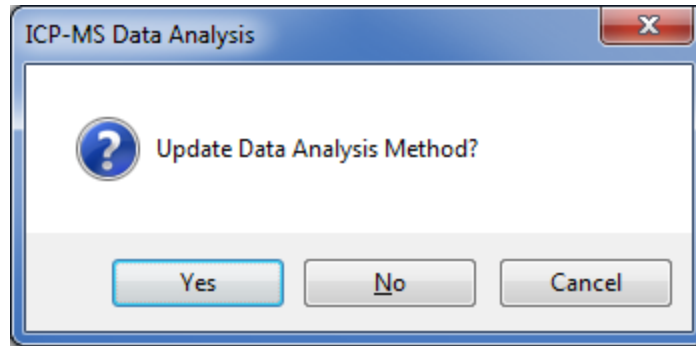 ICP-MS Data Analysis
Update Data Analysis Method?
Yes No Cancel